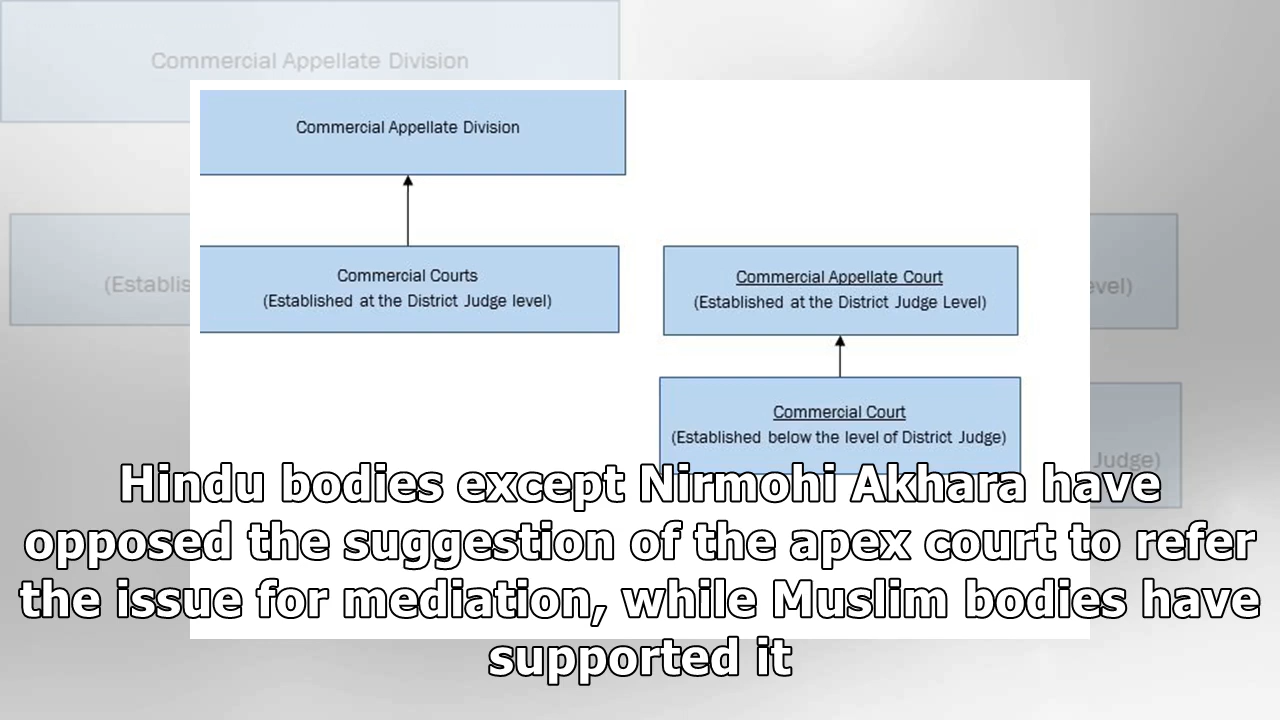 Commercial Appellate Division
Commercial Appellate Division
Commercial Courts
(Established at the District Judge level)
Commercial Appellate Court
(Established at the District Judge Level)
(Establis
evel)
Commercial Court
(Established below the level of District Judge)
Judge)
Hindu bodies except Nirmohi Akhara have
opposed the suggestion of the apex court to refer
the issue for mediation, while Muslim bodies have
supported it